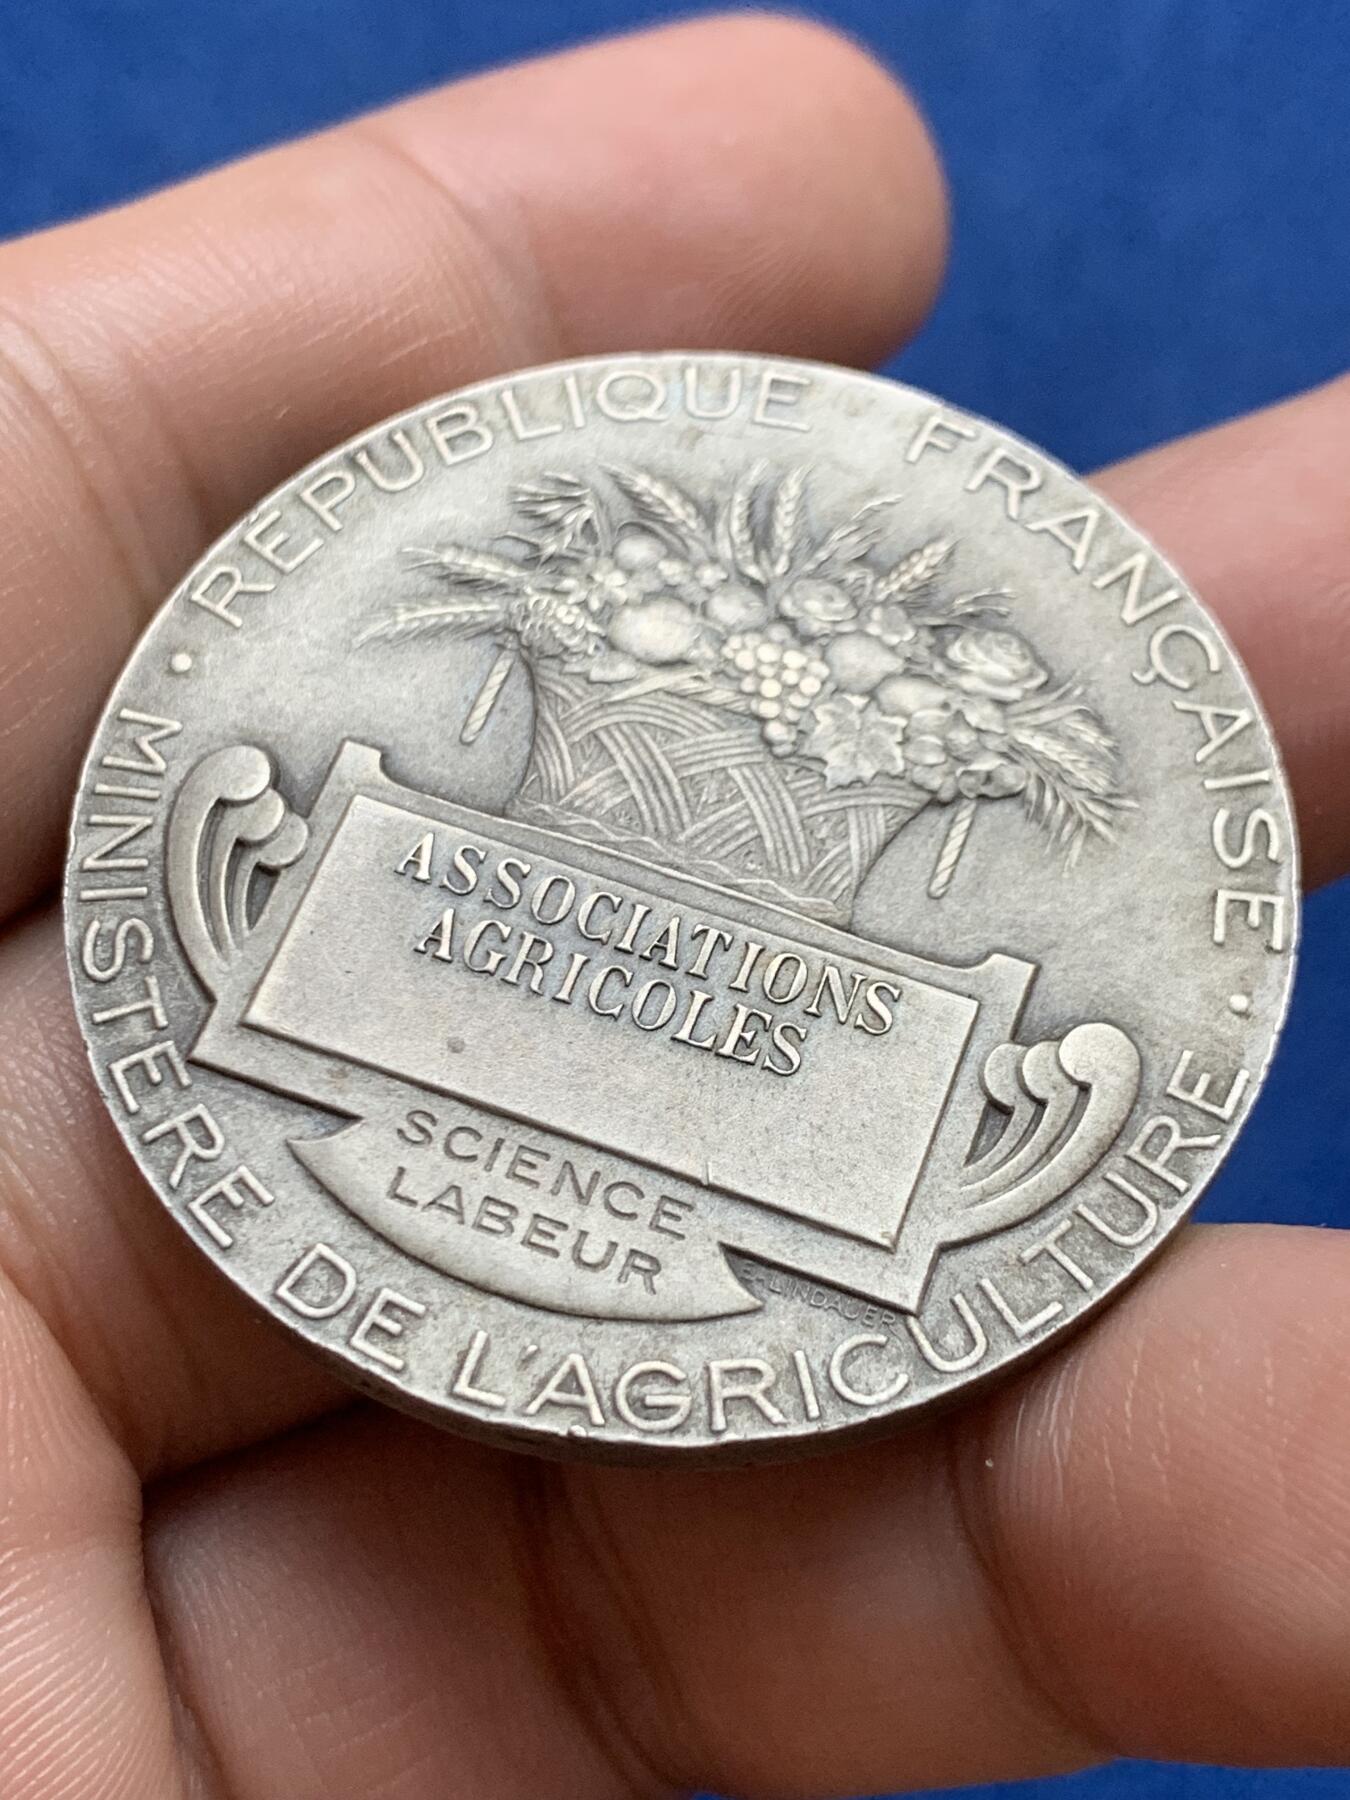 RÉPUBLIQUE FRANÇAISE
ASSOCIATIONS
AGRICOLES
SCIENCE
LABEUR
E. LINDAUER
MINISTERE DE L'AGRICULTURE